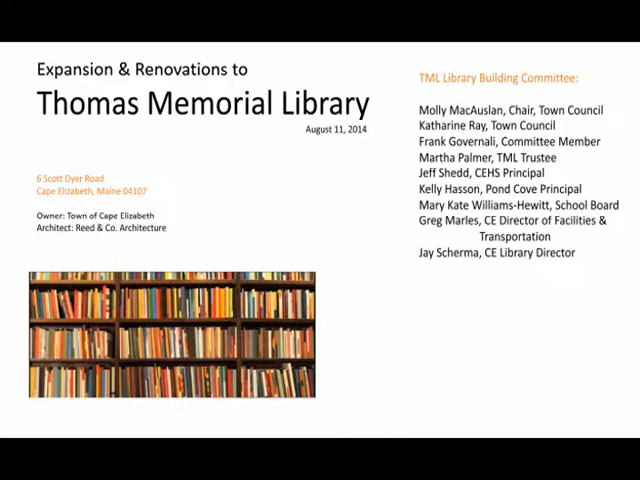 Expansion & Renovations to
Thomas Memorial Library
August 11, 2014
6 Scott Dyer Road
Cape Elizabeth, Maine 04107
Owner: Town of Cape Elizabeth
Architect: Reed & Co. Architecture
TML Library Building Committee:
Molly MacAuslan, Chair, Town Council
Katharine Ray, Town Council
Frank Governali, Committee Member
Martha Palmer, TML Trustee
Jeff Shedd, CEHS Principal
Kelly Hasson, Pond Cove Principal
Mary Kate Williams-Hewitt, School Board
Greg Marles, CE Director of Facilities &
Transportation
Jay Scherma, CE Library Director